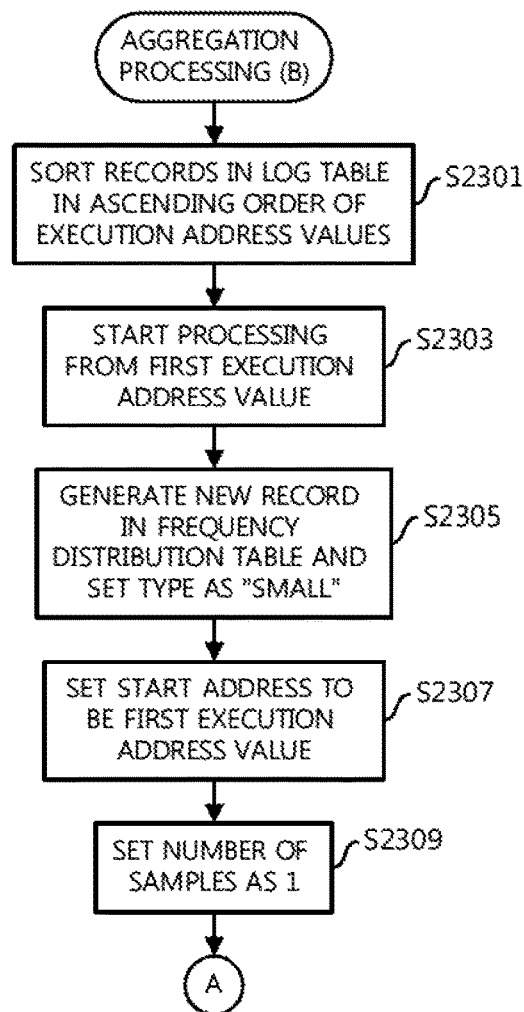 AGGREGATION
PROCESSING (B)
SORT RECORDS IN LOG TABLE
IN ASCENDING ORDER OF
EXECUTION ADDRESS VALUES
S2301
START PROCESSING
FROM FIRST EXECUTION
ADDRESS VALUE
S2303
GENERATE NEW RECORD
IN FREQUENCY
DISTRIBUTION TABLE AND
SET TYPE AS "SMALL"
S2305
SET START ADDRESS TO
BE FIRST EXECUTION
ADDRESS VALUE
S2307
SET NUMBER OF
SAMPLES AS 1
S2309
A